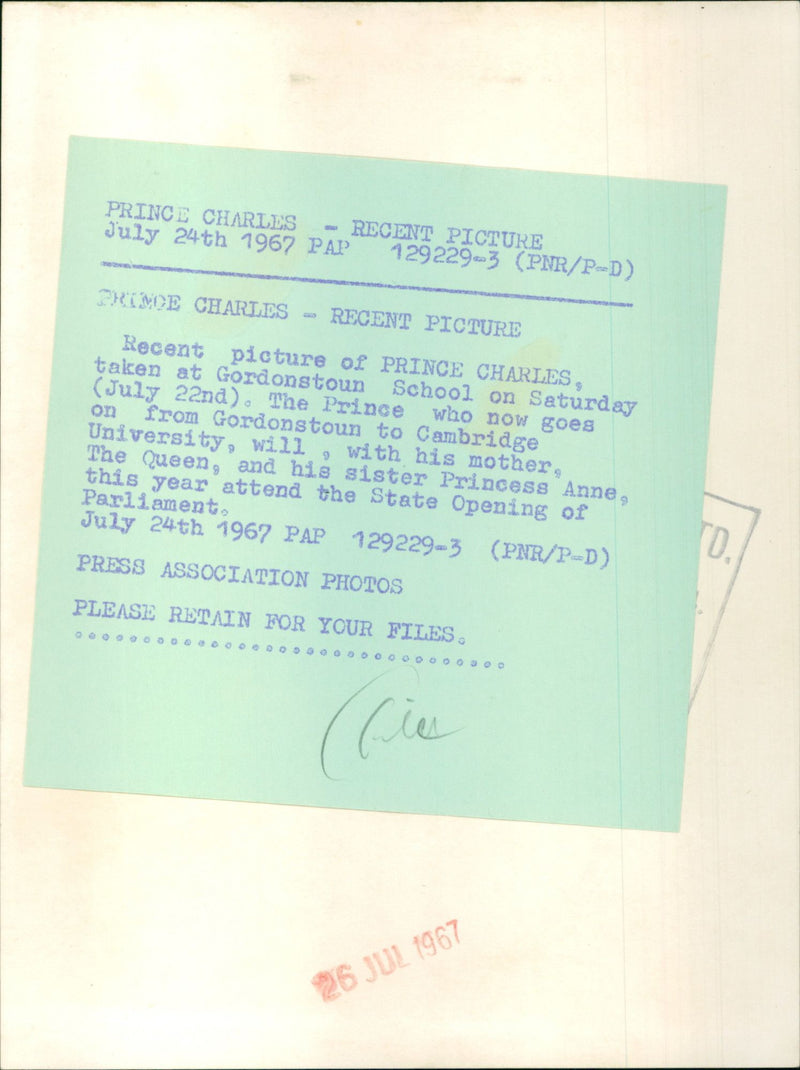 PRINCE CHARLES - RECENT PICTURE
July 24th 1967 PAP 129229-3 (PNR/P-D)
PRINCE CHARLES - RECENT PICTURE
Recent picture of PRINCE CHARLES,
taken at Gordonstoun School on Saturday
(July 22nd). The Prince who now goes
on from Gordonstoun to Cambridge
University, will , with his mother,
The Queen, and his sister Princess Anne,
this year attend the State Opening of
Parliament.
July 24th 1967 PAP 129229-3 (PNR/P-D)
PRESS ASSOCIATION PHOTOS
PLEASE RETAIN FOR YOUR FILES.
TD.
26 JUL 1967